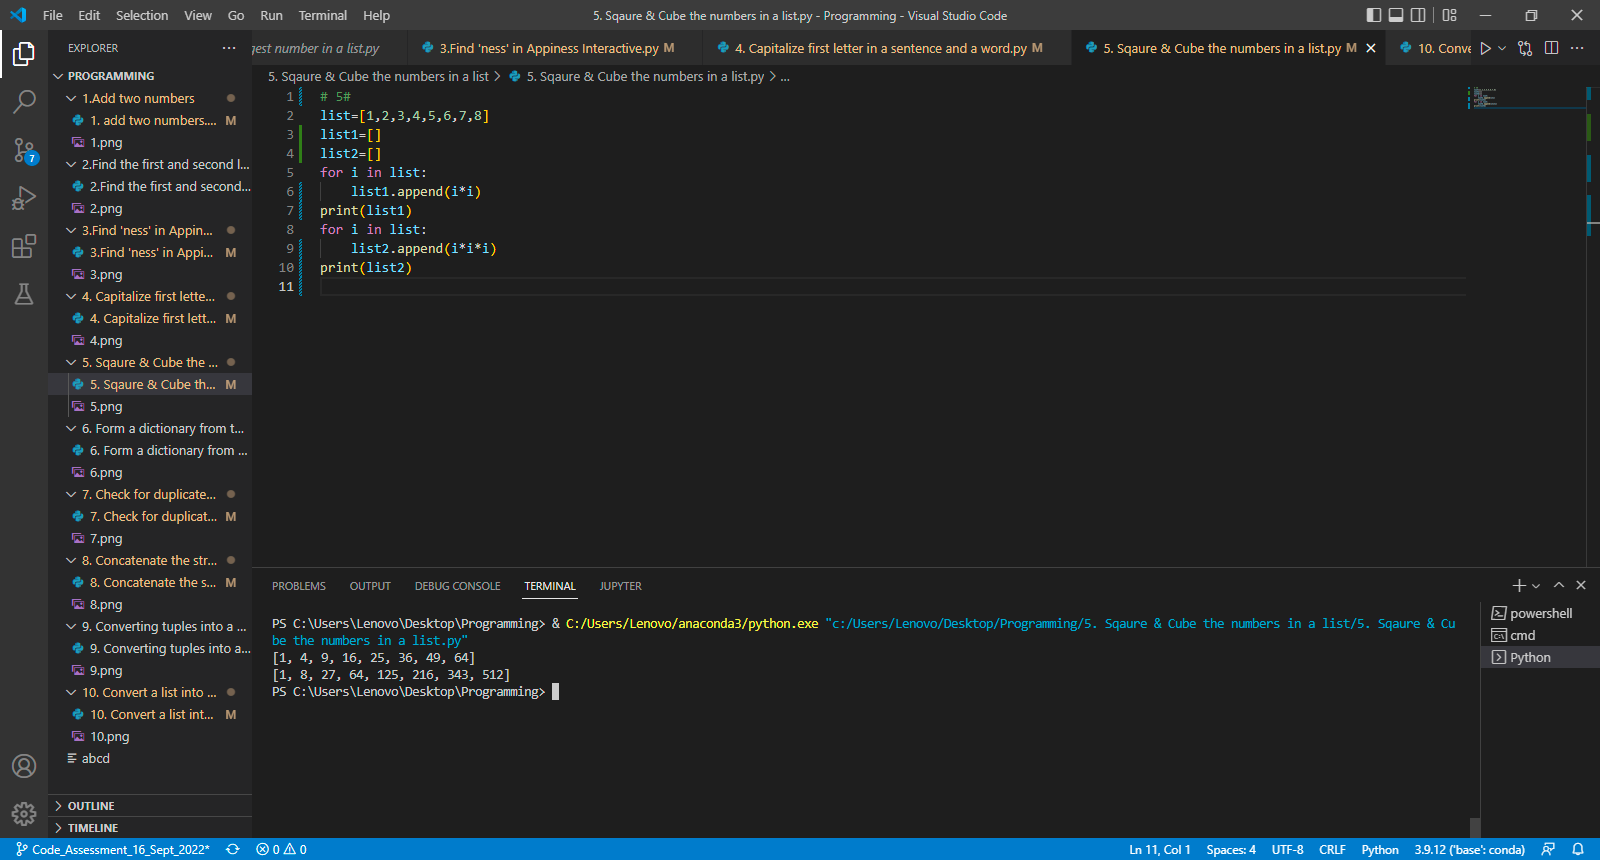 File Edit Selection View Go Run Terminal Help
5. Sqaure & Cube the numbers in a list.py - Programming - Visual Studio Code
EXPLORER
gest number in a list.py
3.Find 'ness' in Appiness Interactive.py M
4. Capitalize first letter in a sentence and a word.py M
5. Sqaure & Cube the numbers in a list.py M
10. Conve
5. Sqaure & Cube the numbers in a list > 5. Sqaure & Cube the numbers in a list.py > ...
PROGRAMMING
1.Add two numbers
1. add two numbers.... M
1.png
2.Find the first and second l...
2.Find the first and second...
2.png
3.Find 'ness' in Appin...
3.Find 'ness' in Appi... M
3.png
4. Capitalize first lette...
4. Capitalize first lett... M
4.png
5. Sqaure & Cube the ...
5. Sqaure & Cube th... M
5.png
6. Form a dictionary from t...
6. Form a dictionary from ...
6.png
7. Check for duplicate...
7. Check for duplicat... M
7.png
8. Concatenate the str...
8. Concatenate the s... M
8.png
9. Converting tuples into a ...
9. Converting tuples into a...
9.png
10. Convert a list into ...
10. Convert a list int... M
10.png
abcd
OUTLINE
TIMELINE
7
1 # 5#
2 list=[1,2,3,4,5,6,7,8]
3 list1=[]
4 list2=[]
5 for i in list:
6 list1.append(i*i)
7 print(list1)
8 for i in list:
9 list2.append(i*i*i)
10 print(list2)
11
PROBLEMS OUTPUT DEBUG CONSOLE TERMINAL JUPYTER
PS C:\Users\Lenovo\Desktop\Programming> & C:/Users/Lenovo/anaconda3/python.exe "c:/Users/Lenovo/Desktop/Programming/5. Sqaure & Cube the numbers in a list/5. Sqaure & Cu
be the numbers in a list.py"
[1, 4, 9, 16, 25, 36, 49, 64]
[1, 8, 27, 64, 125, 216, 343, 512]
PS C:\Users\Lenovo\Desktop\Programming>
powershell
cmd
Python
Code_Assessment_16_Sept_2022* 0 0 Ln 11, Col 1 Spaces: 4 UTF-8 CRLF Python 3.9.12 ('base': conda)